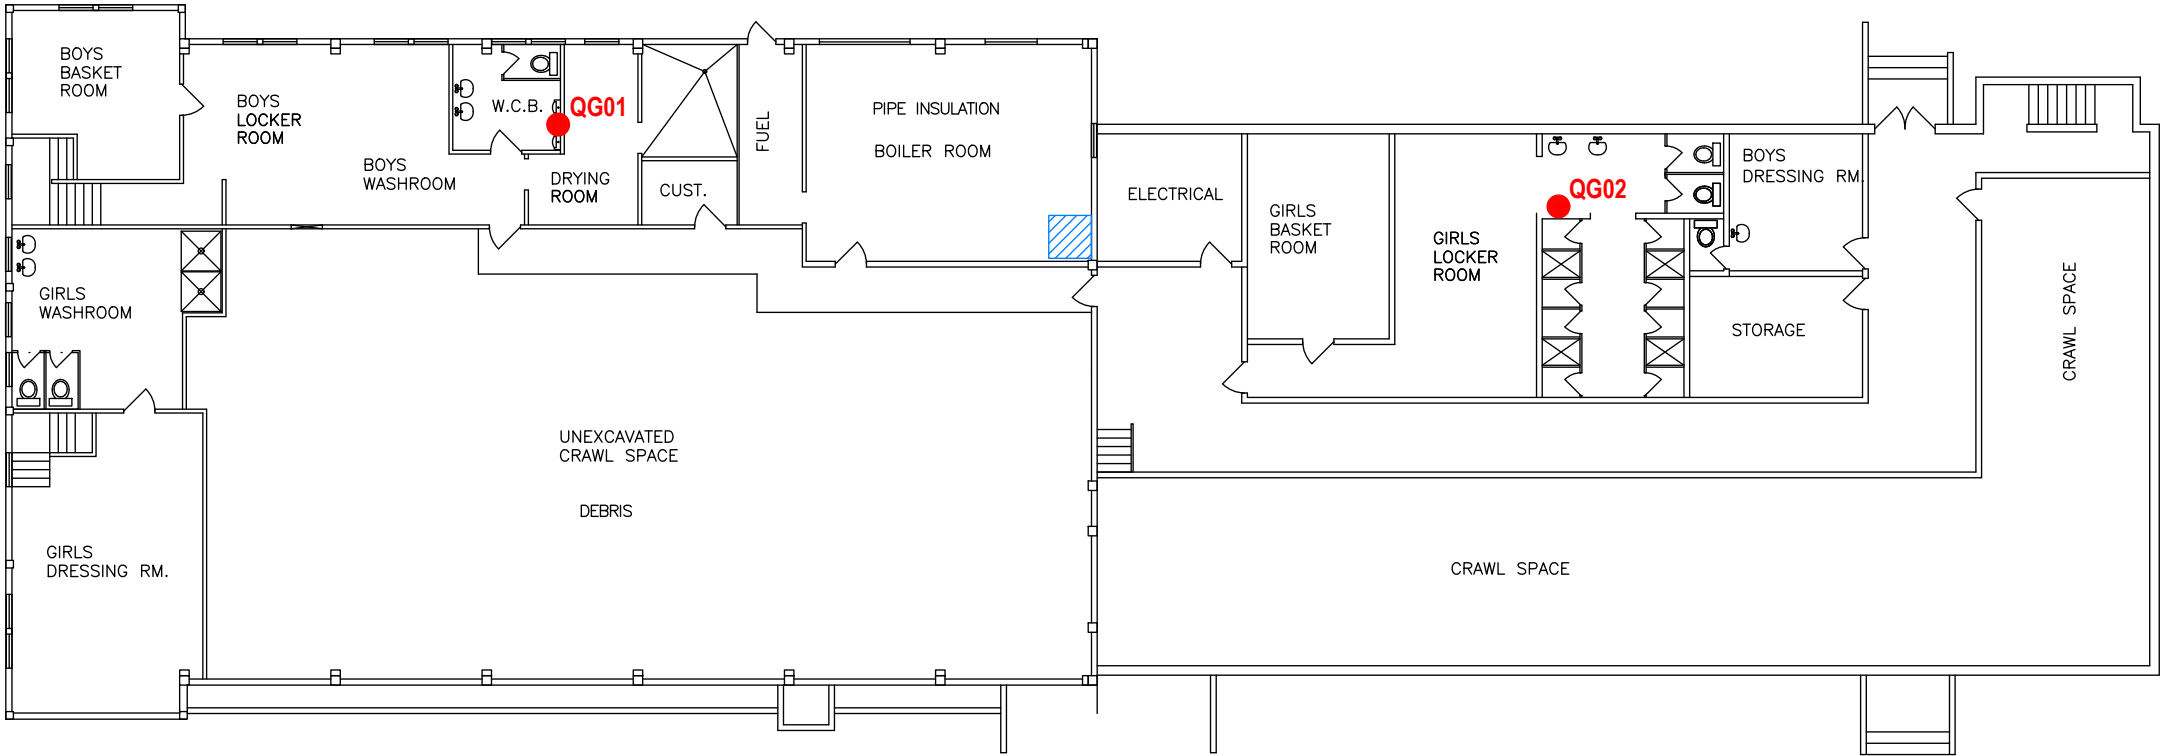 BOYS
BASKET
ROOM
BOYS
LOCKER
ROOM
W.C.B.
QG01
BOYS
WASHROOM
DRYING
ROOM
CUST.
FUEL
PIPE INSULATION
BOILER ROOM
ELECTRICAL
GIRLS
BASKET
ROOM
GIRLS
LOCKER
ROOM
QG02
BOYS
DRESSING RM.
STORAGE
CRAWL SPACE
GIRLS
WASHROOM
UNEXCAVATED
CRAWL SPACE
DEBRIS
GIRLS
DRESSING RM.
CRAWL SPACE